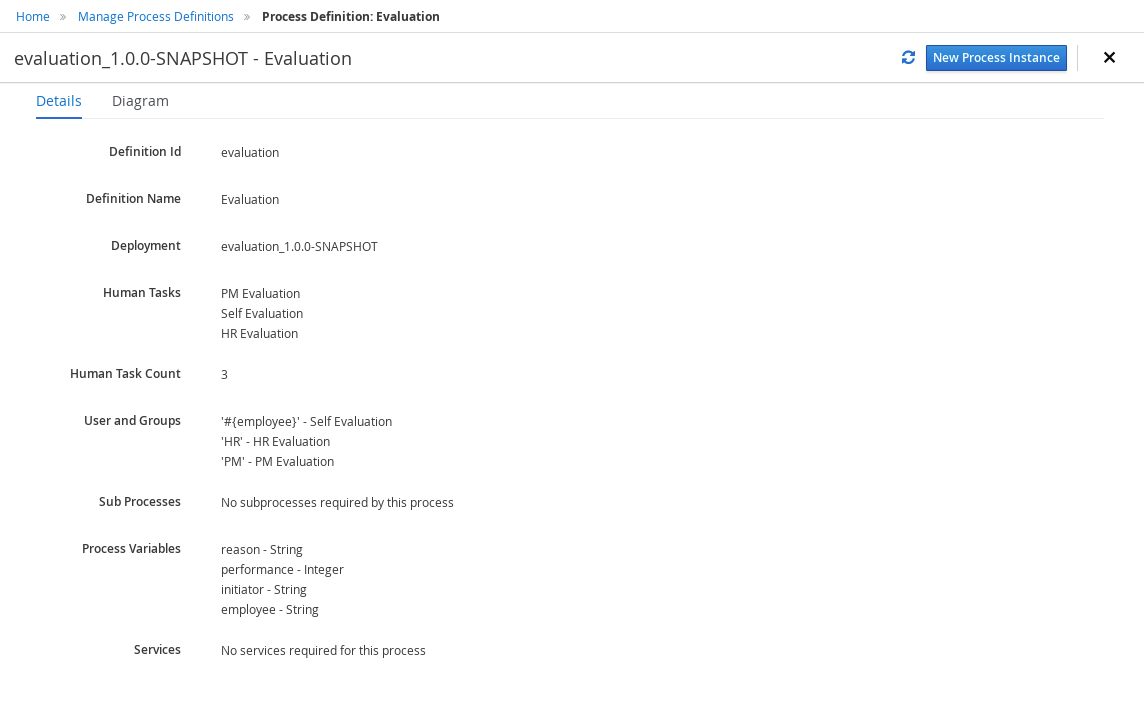 Home » Manage Process Definitions » Process Definition: Evaluation
evaluation_1.0.0-SNAPSHOT - Evaluation
New Process Instance
Details Diagram
Definition Id evaluation
Definition Name Evaluation
Deployment evaluation_1.0.0-SNAPSHOT
Human Tasks PM Evaluation
Self Evaluation
HR Evaluation
Human Task Count 3
User and Groups '#{employee}' - Self Evaluation
'HR' - HR Evaluation
'PM' - PM Evaluation
Sub Processes No subprocesses required by this process
Process Variables reason - String
performance - Integer
initiator - String
employee - String
Services No services required for this process